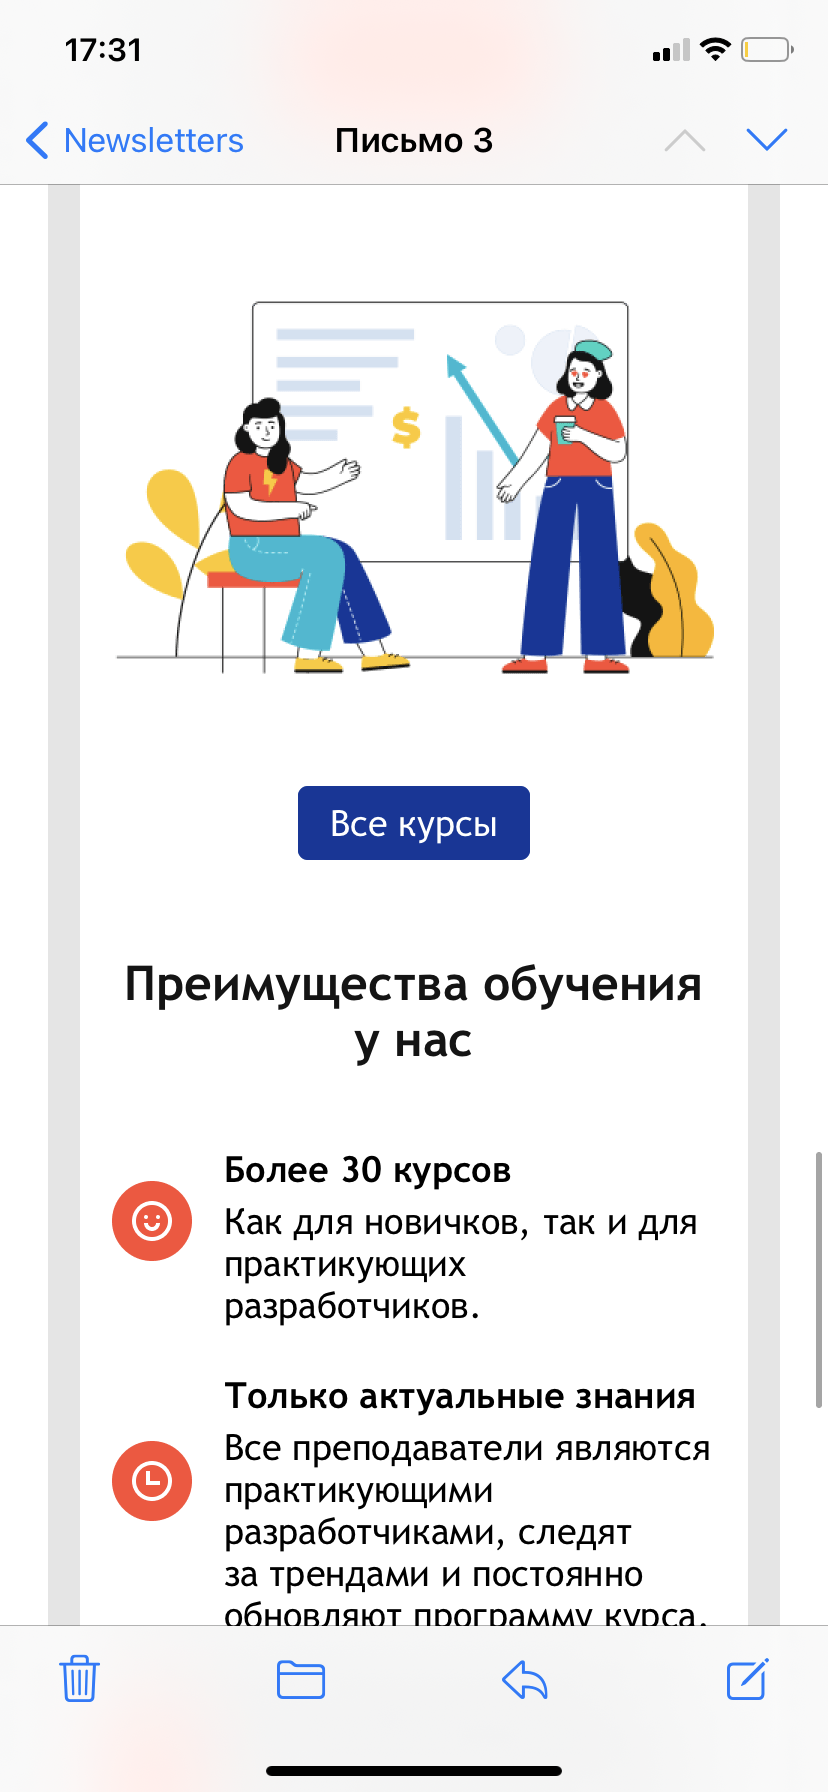 17:31
Newsletters
Письмо 3
$
Все курсы
Преимущества обучения
у нас
Более 30 курсов
Как для новичков, так и для
практикующих
разработчиков.
Только актуальные знания
Все преподаватели являются
практикующими
разработчиками, следят
за трендами и постоянно
обновляют программу курса.